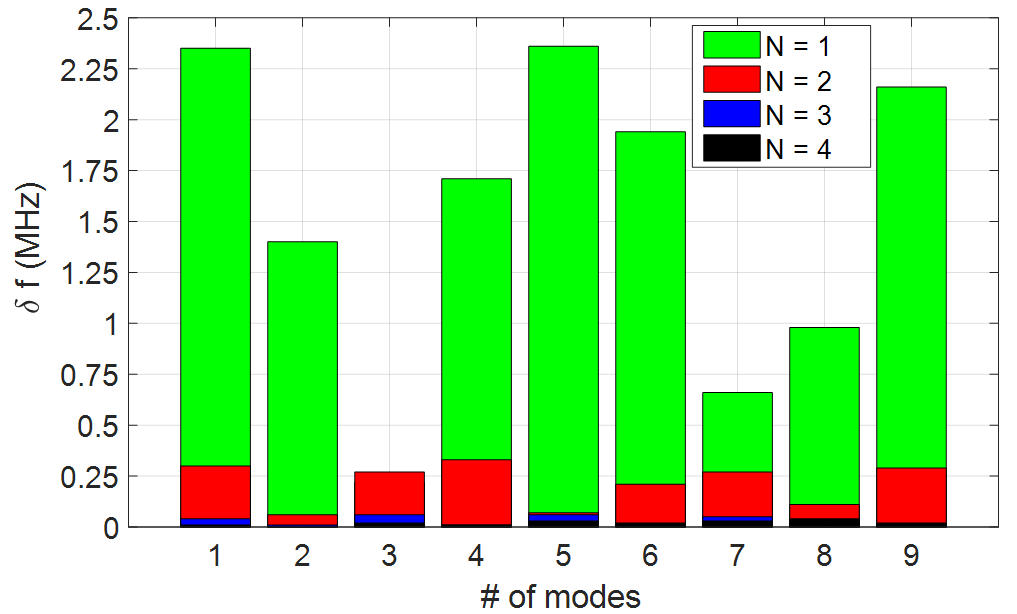 2.5
2.25
2
1.75
1.5
1.25
1
0.75
0.5
0.25
0
δ f (MHz)
N = 1
N = 2
N = 3
N = 4
1 2 3 4 5 6 7 8 9
# of modes